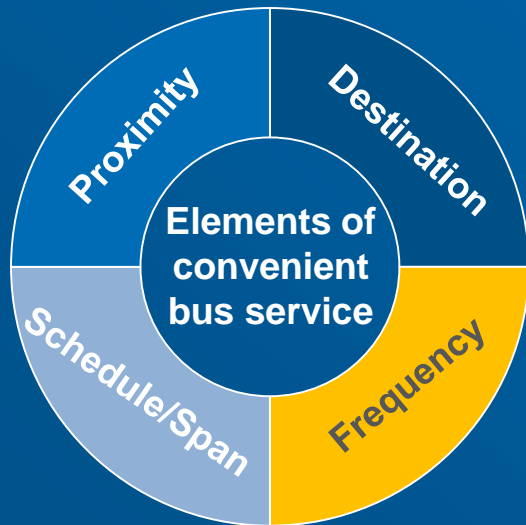 Proximity
Destination
Elements of
convenient
bus service
Schedule/Span
Frequency